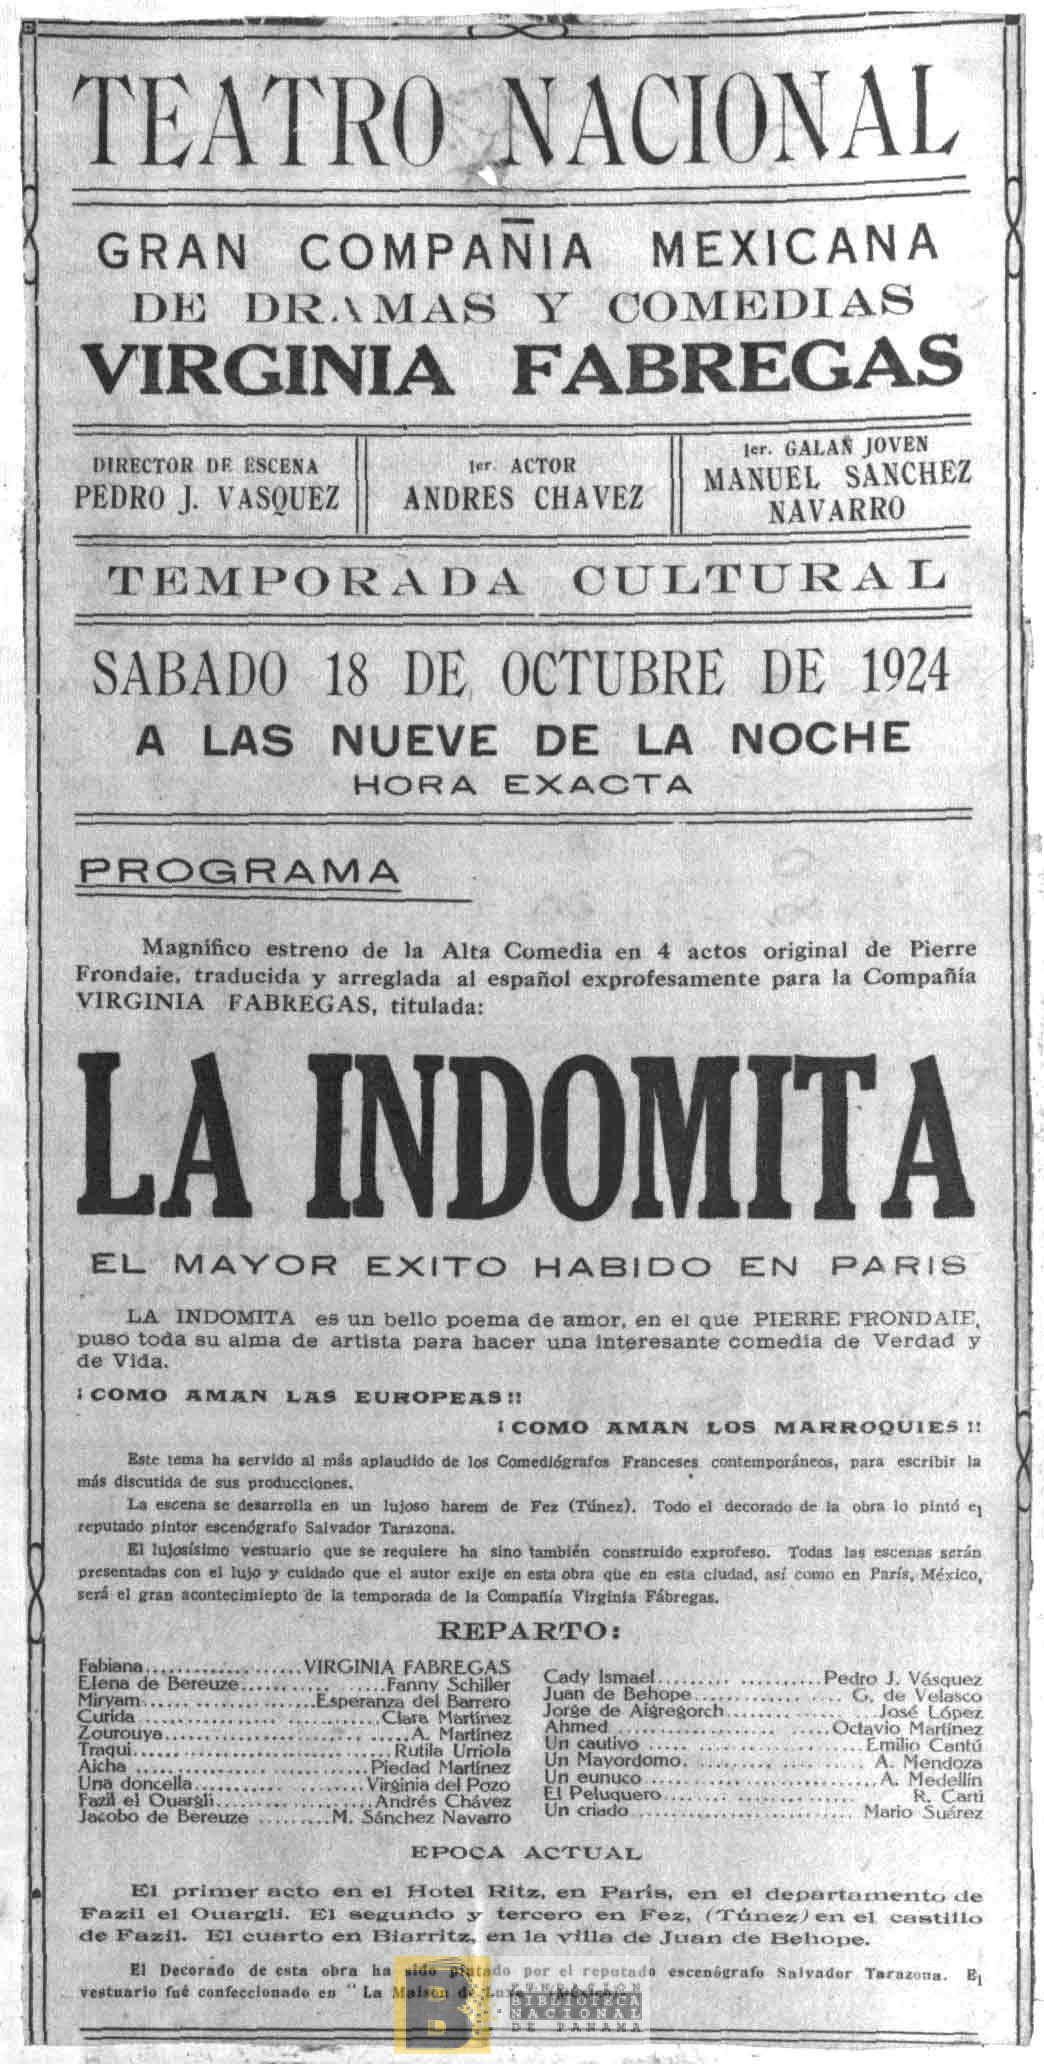 TEATRO NACIONAL
GRAN COMPAÑIA MEXICANA
DE DRAMAS Y COMEDIAS
VIRGINIA FABREGAS
DIRECTOR DE ESCENA
PEDRO J. VASQUEZ
1er. ACTOR
ANDRES CHAVEZ
1er. GALAN JOVEN
MANUEL SANCHEZ
NAVARRO
TEMPORADA CULTURAL
SABADO 18 DE OCTUBRE DE 1924
A LAS NUEVE DE LA NOCHE
HORA EXACTA
PROGRAMA
Magnífico estreno de la Alta Comedia en 4 actos original de Pierre
Frondaie, traducida y arreglada al español exprofesamente para la Compañía
VIRGINIA FABREGAS, titulada:
LA INDOMITA
EL MAYOR EXITO HABIDO EN PARIS
LA INDOMITA es un bello poema de amor, en el que PIERRE FRONDAIE,
puso toda su alma de artista para hacer una interesante comedia de Verdad y
de Vida.
¡COMO AMAN LAS EUROPEAS!!
¡COMO AMAN LOS MARROQUIES!!
Este tema ha servido al más aplaudido de los Comediógrafos Franceses contemporáneos, para escribir la
más discutida de sus producciones.
La escena se desarrolla en un lujoso harem de Fez (Túnez). Todo el decorado de la obra lo pintó el
reputado pintor escenógrafo Salvador Tarazona.
El lujosísimo vestuario que se requiere ha sino también construido exprofeso. Todas las escenas serán
presentadas con el lujo y cuidado que el autor exije en esta obra que en esta ciudad, así como en París, México,
será el gran acontecimiepto de la temporada de la Compañía Virginia Fábregas.
REPARTO:
Fabiana....................VIRGINIA FABREGAS
Elena de Bereuze....................Fanny Schiller
Miryam....................Esperanza del Barrero
Curida....................Clara Martínez
Zourouya....................A. Martínez
Traqui....................Rutila Urriola
Aicha....................Piedad Martínez
Una doncella....................Virginia del Pozo
Fazil el Ouargli....................Andrés Chávez
Jacobo de Bereuze.........M. Sánchez Navarro
Cady Ismael....................Pedro J. Vásquez
Juan de Behope....................G. de Velasco
Jorge de Aigregorch....................José López
Ahmed....................Octavio Martínez
Un cautivo....................Emilio Cantú
Un Mayordomo....................A. Mendoza
Un eunuco....................A. Medellín
El Peluquero....................R. Carti
Un criado....................Mario Suárez
EPOCA ACTUAL
El primer acto en el Hotel Ritz, en París, en el departamento de
Fazil el Ouargli. El segundo y tercero en Fez, (Túnez) en el castillo
de Fazil. El cuarto en Biarritz, en la villa de Juan de Behope.
El Decorado de esta obra ha sido pintado por el reputado escenógrafo Salvador Tarazona. El
vestuario fué confeccionado en "La Maison de
B
FUNDACIÓN
BIBLIOTECA
NACIONAL
DE PANAMA